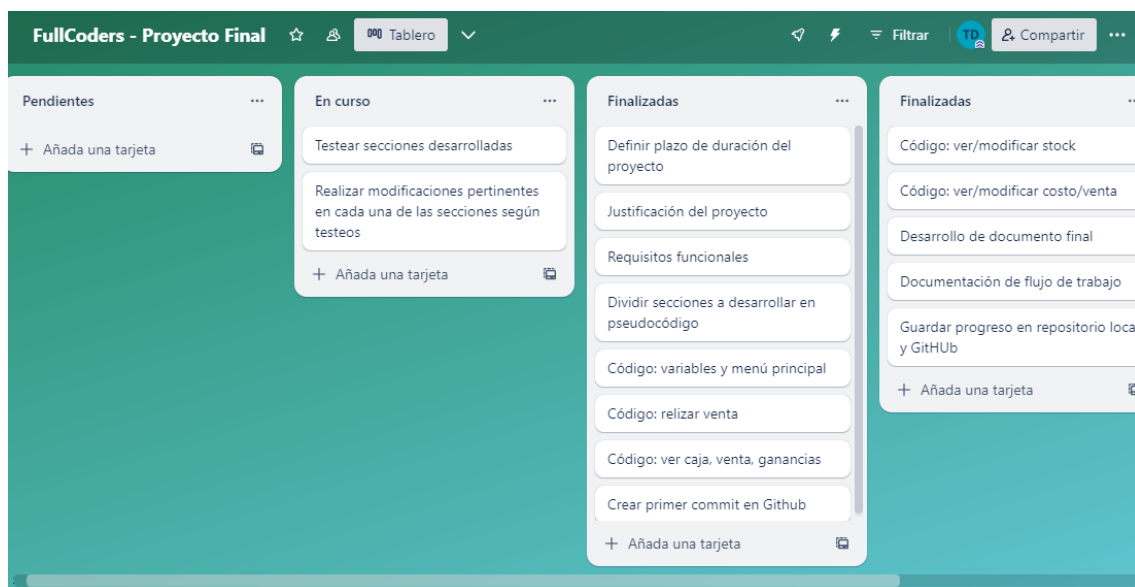 FullCoders - Proyecto Final
Tablero
Filtrar
TD
Compartir
Pendientes
Añada una tarjeta
En curso
Testear secciones desarrolladas
Realizar modificaciones pertinentes
en cada una de las secciones según
testeos
Añada una tarjeta
Finalizadas
Definir plazo de duración del
proyecto
Justificación del proyecto
Requisitos funcionales
Dividir secciones a desarrollar en
pseudocódigo
Código: variables y menú principal
Código: relizar venta
Código: ver caja, venta, ganancias
Crear primer commit en Github
Añada una tarjeta
Finalizadas
Código: ver/modificar stock
Código: ver/modificar costo/venta
Desarrollo de documento final
Documentación de flujo de trabajo
Guardar progreso en repositorio loca
y GitHUb
Añada una tarjeta